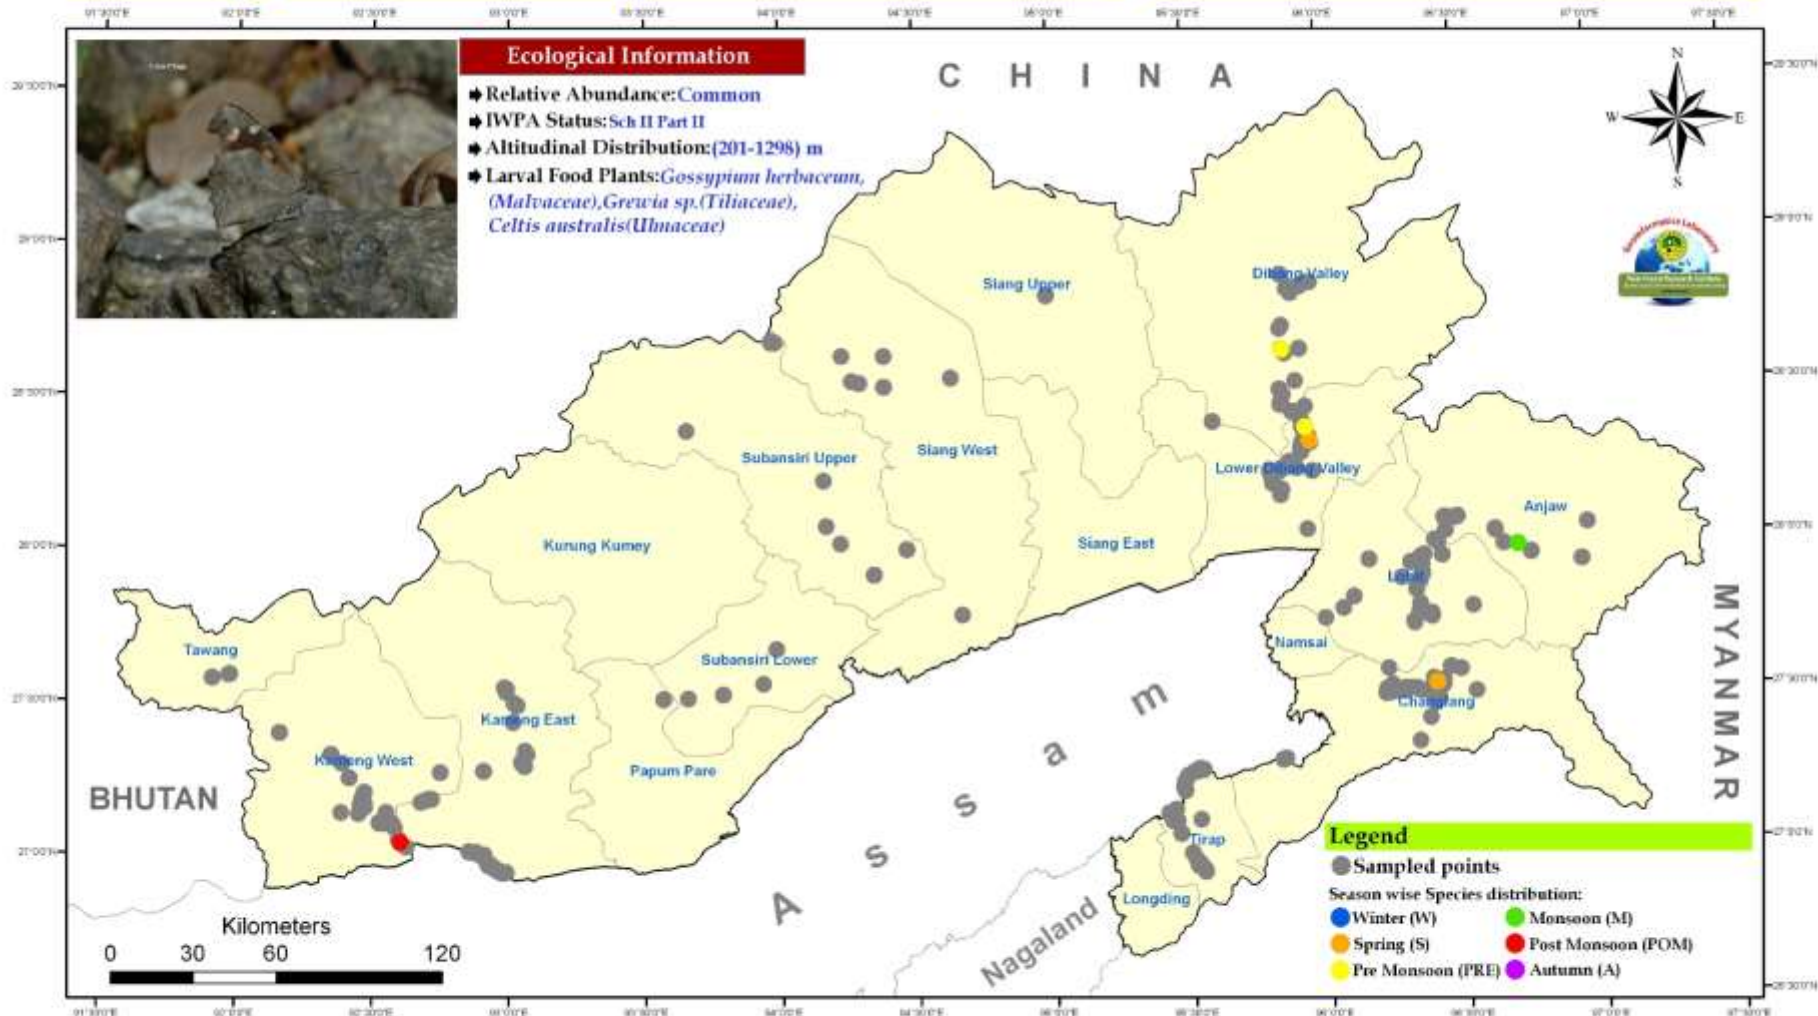 Ecological Information
Relative Abundance:Common
IWPA Status:Sch II Part II
Altitudinal Distribution:(201-1298) m
Larval Food Plants:Gossypium herbaceum,
(Malvaceae),Grewia sp.(Tiliaceae),
Celtis australis(Ulmaceae)
C H I N A
N
W E
S
Siang Upper
Dibang Valley
Subansiri Upper
Siang West
Lower Dibang Valley
Anjaw
Kurung Kumey
Siang East
Lohit
Tawang
Subansiri Lower
Namsai
Kameng East
Changlang
Kameng West
Papum Pare
BHUTAN
MYANMAR
Assam
Tirap
Longding
Nagaland
Kilometers
0 30 60 120
Legend
Sampled points
Season wise Species distribution:
Winter (W) Monsoon (M)
Spring (S) Post Monsoon (POM)
Pre Monsoon (PRE) Autumn (A)